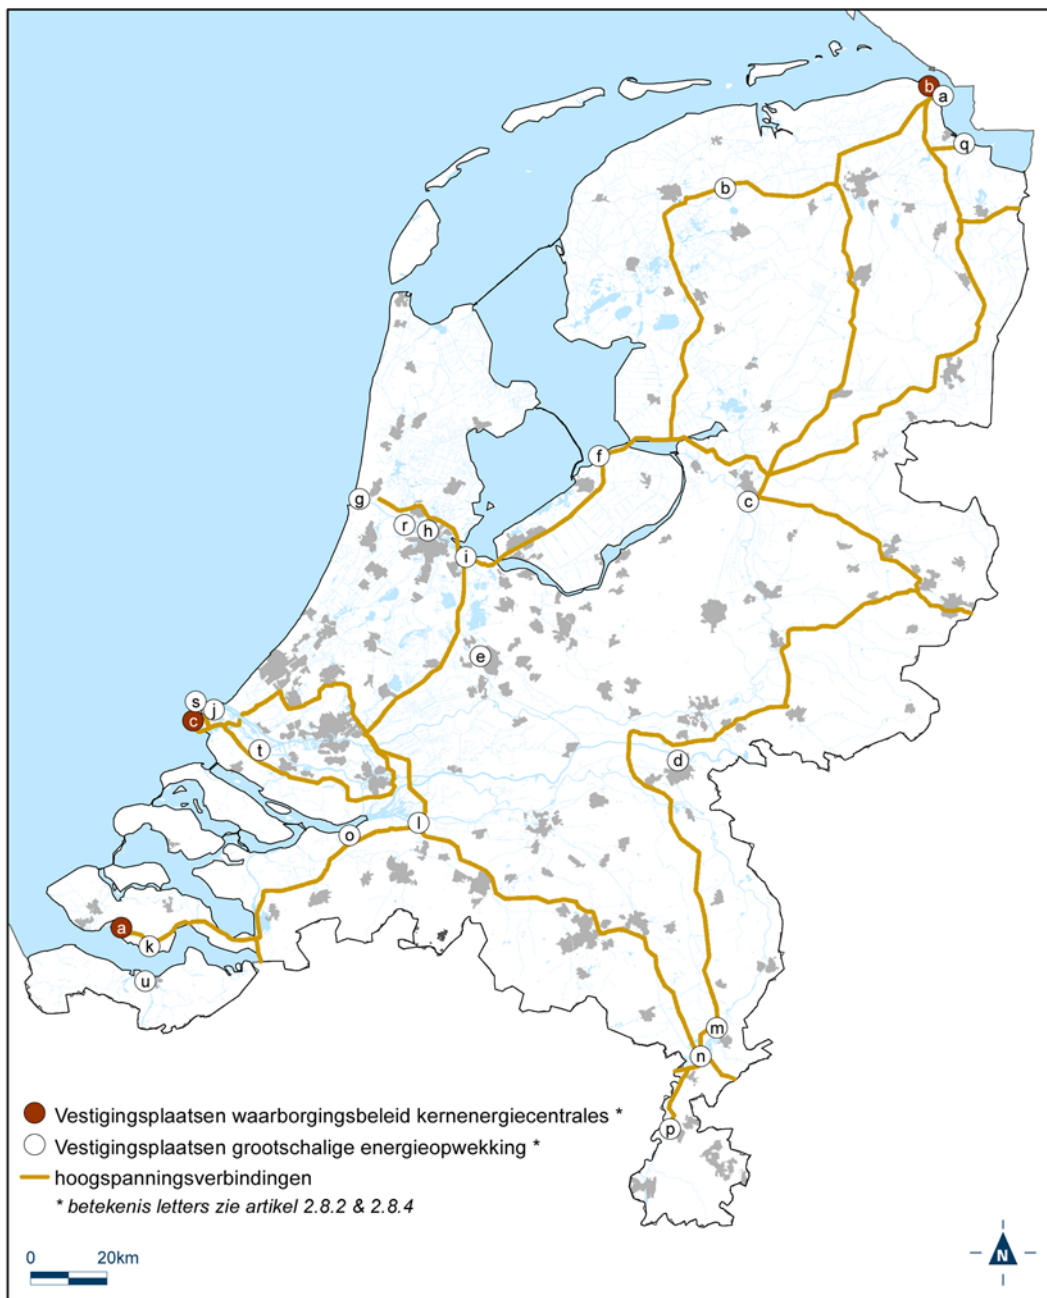 b
a
q
b
f
c
g
r
h
i
e
s
j
c
t
d
l
o
a
k
u
m
n
p
Vestigingsplaatsen waarborgingsbeleid kernenergiecentrales *
Vestigingsplaatsen grootschalige energieopwekking *
hoogspanningsverbindingen
* betekenis letters zie artikel 2.8.2 & 2.8.4
0 20km
N